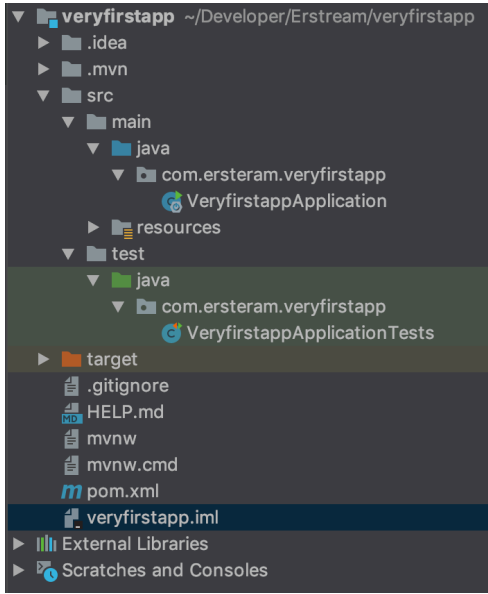 veryfirstapp ~/Developer/Erstream/veryfirstapp
.idea
.mvn
src
main
java
com.ersteram.veryfirstapp
VeryfirstappApplication
resources
test
java
com.ersteram.veryfirstapp
VeryfirstappApplicationTests
target
.gitignore
HELP.md
mvnw
mvnw.cmd
pom.xml
veryfirstapp.iml
External Libraries
Scratches and Consoles